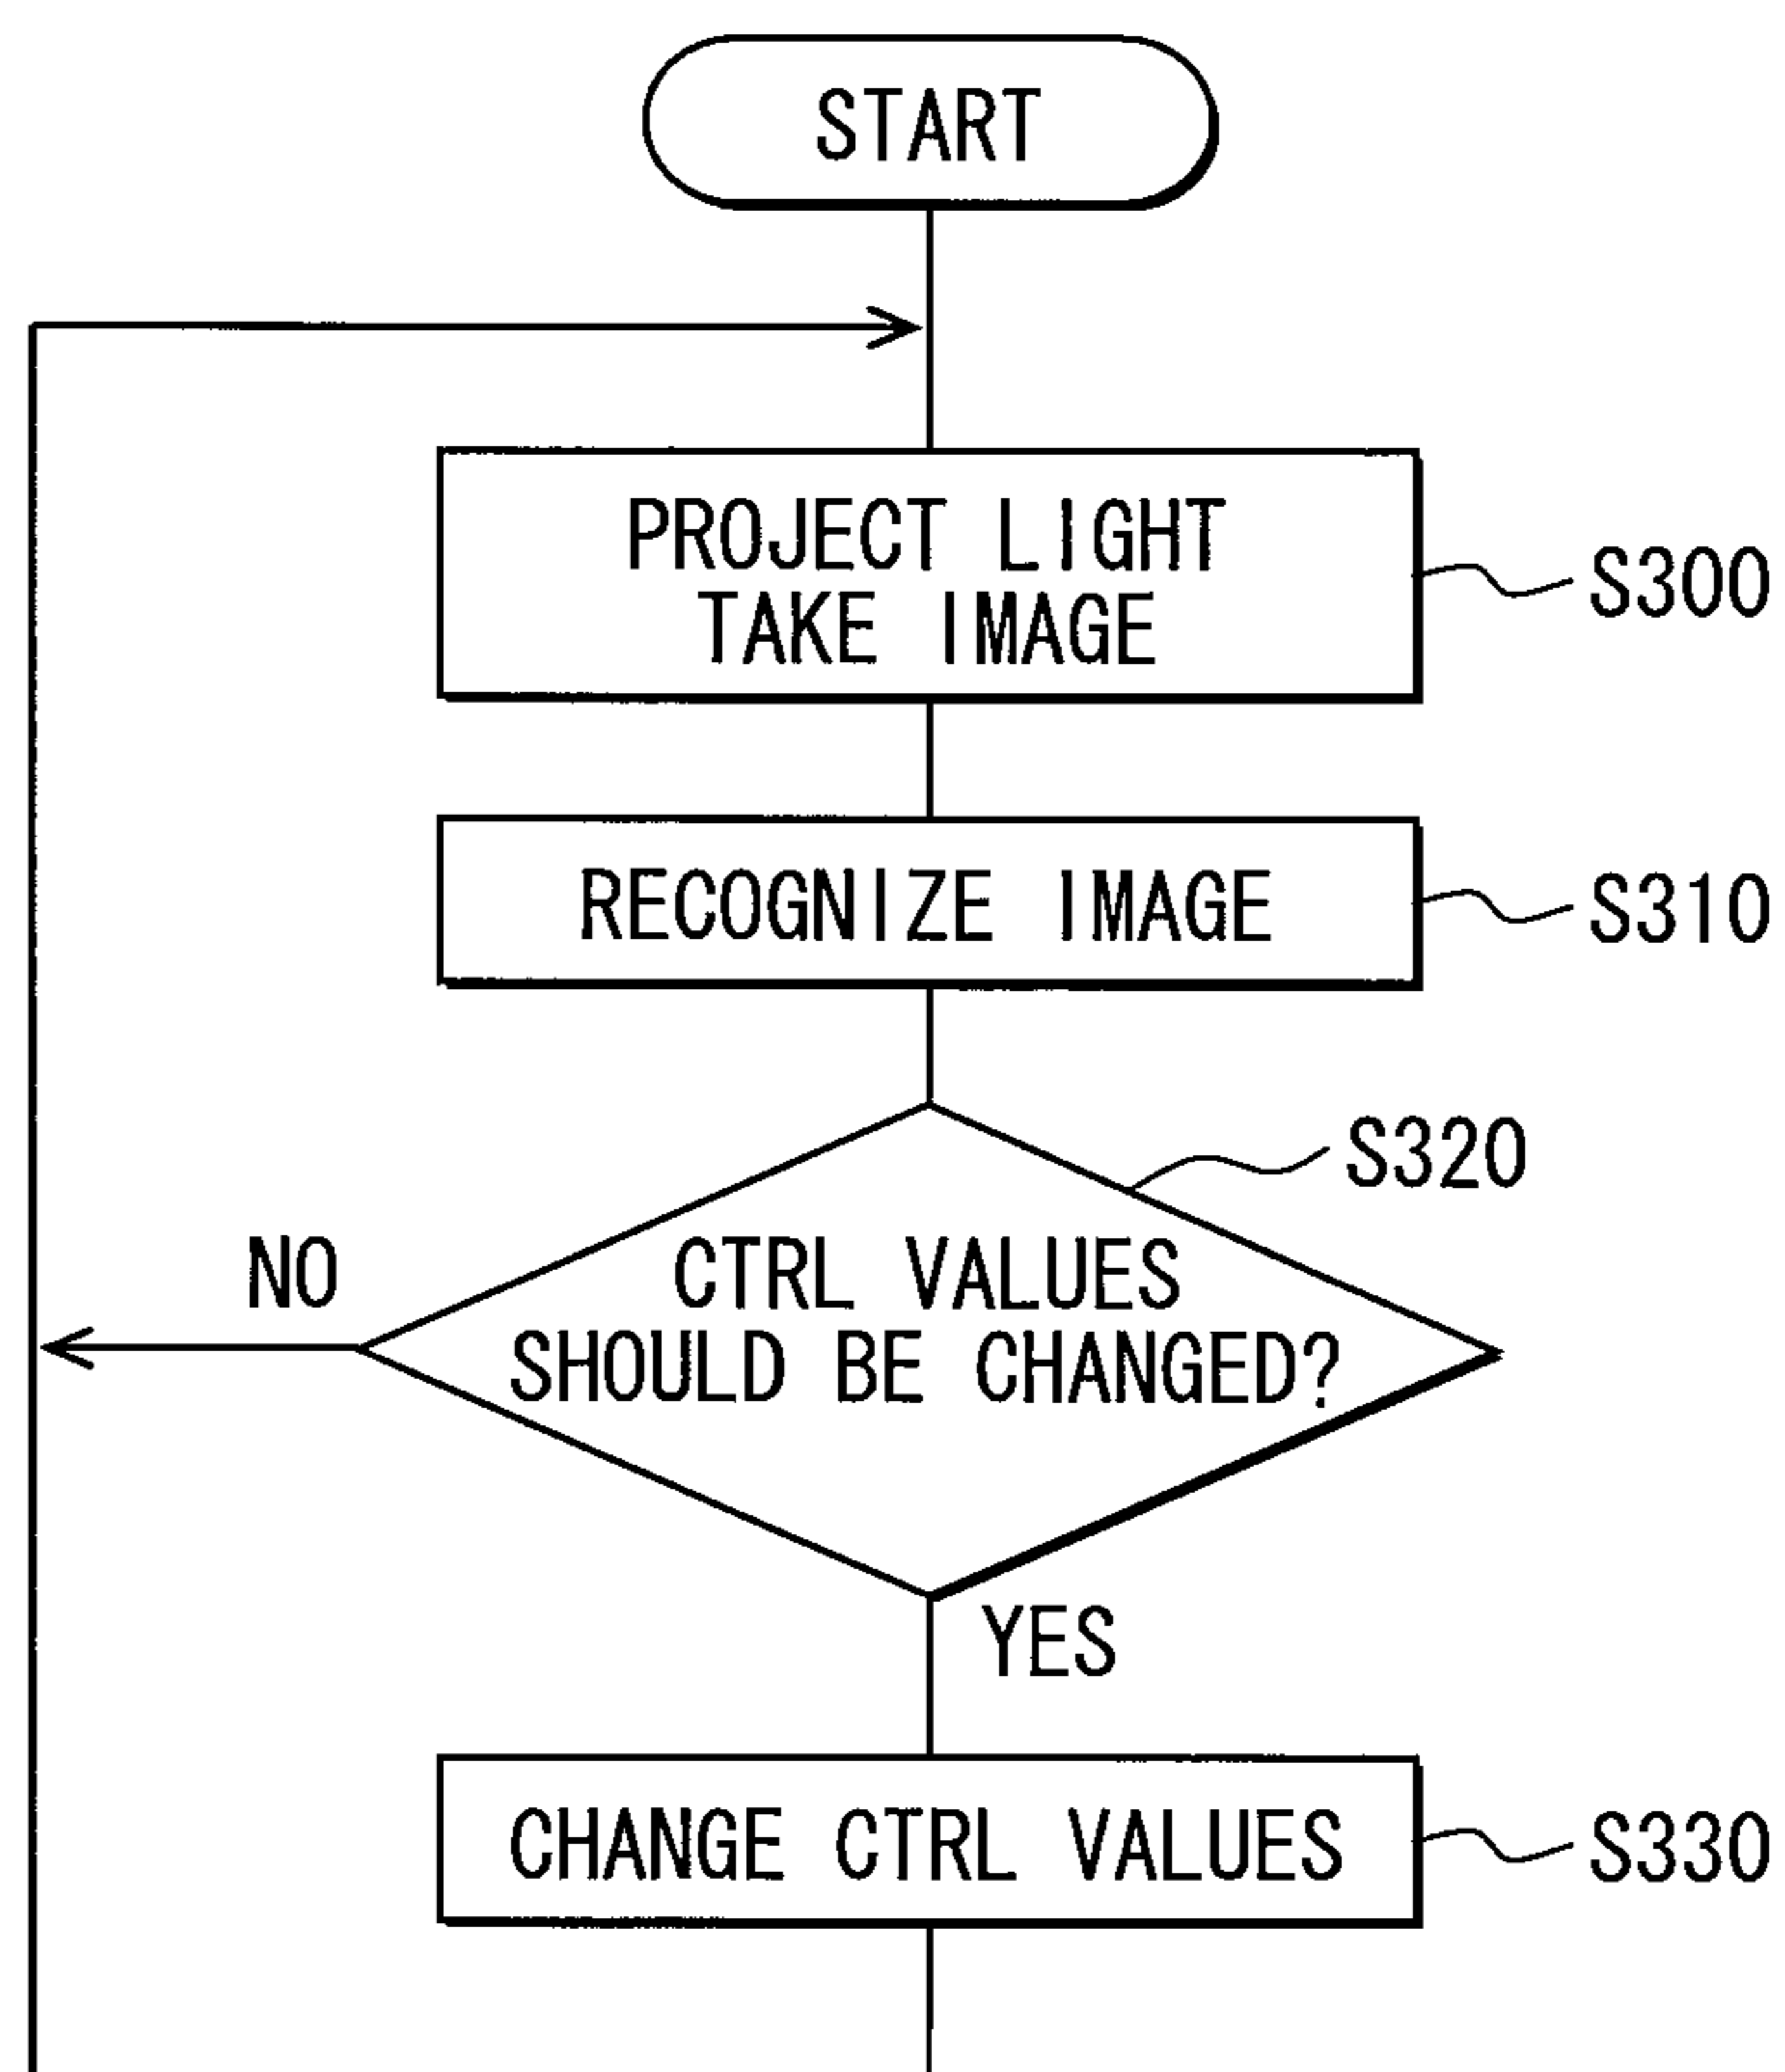 START
PROJECT LIGHT
TAKE IMAGE
S300
RECOGNIZE IMAGE
S310
S320
CTRL VALUES
SHOULD BE CHANGED?
NO
YES
CHANGE CTRL VALUES
S330